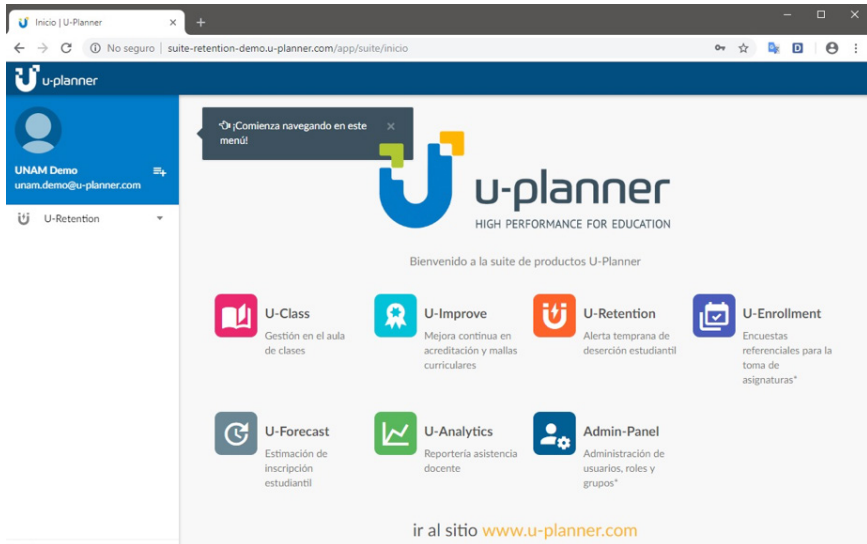 Inicio | U-Planner
No seguro | suite-retention-demo.u-planner.com/app/suite/inicio
u-planner
¡Comienza navegando en este
menú!
UNAM Demo
unam.demo@u-planner.com
U-Retention
u-planner
HIGH PERFORMANCE FOR EDUCATION
Bienvenido a la suite de productos U-Planner
U-Class
Gestión en el aula
de clases
U-Improve
Mejora continua en
acreditación y mallas
curriculares
U-Retention
Alerta temprana de
deserción estudiantil
U-Enrollment
Encuestas
referenciales para la
toma de
asignaturas*
U-Forecast
Estimación de
inscripción
estudiantil
U-Analytics
Reportería asistencia
docente
Admin-Panel
Administración de
usuarios, roles y
grupos*
ir al sitio www.u-planner.com